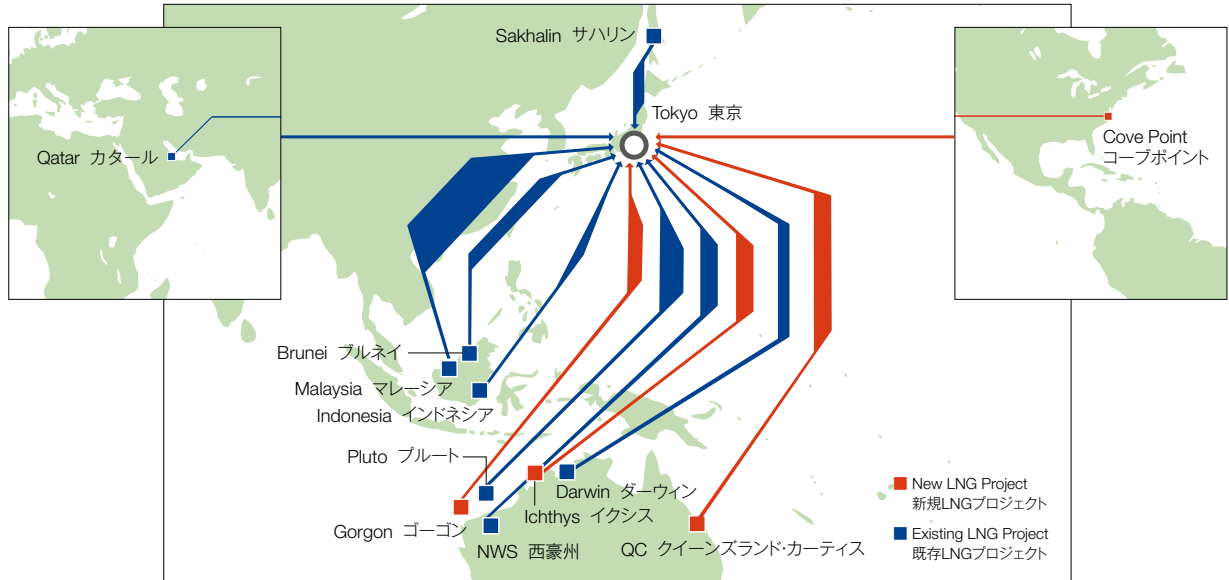 Sakhalin サハリン
Tokyo 東京
Qatar カタール
Cove Point
コーブポイント
Brunei ブルネイ
Malaysia マレーシア
Indonesia インドネシア
Pluto プルート
Darwin ダーウィン
Ichthys イクシス
Gorgon ゴーゴン
NWS 西豪州
QC クイーンズランド・カーティス
New LNG Project
新規LNGプロジェクト
Existing LNG Project
既存LNGプロジェクト